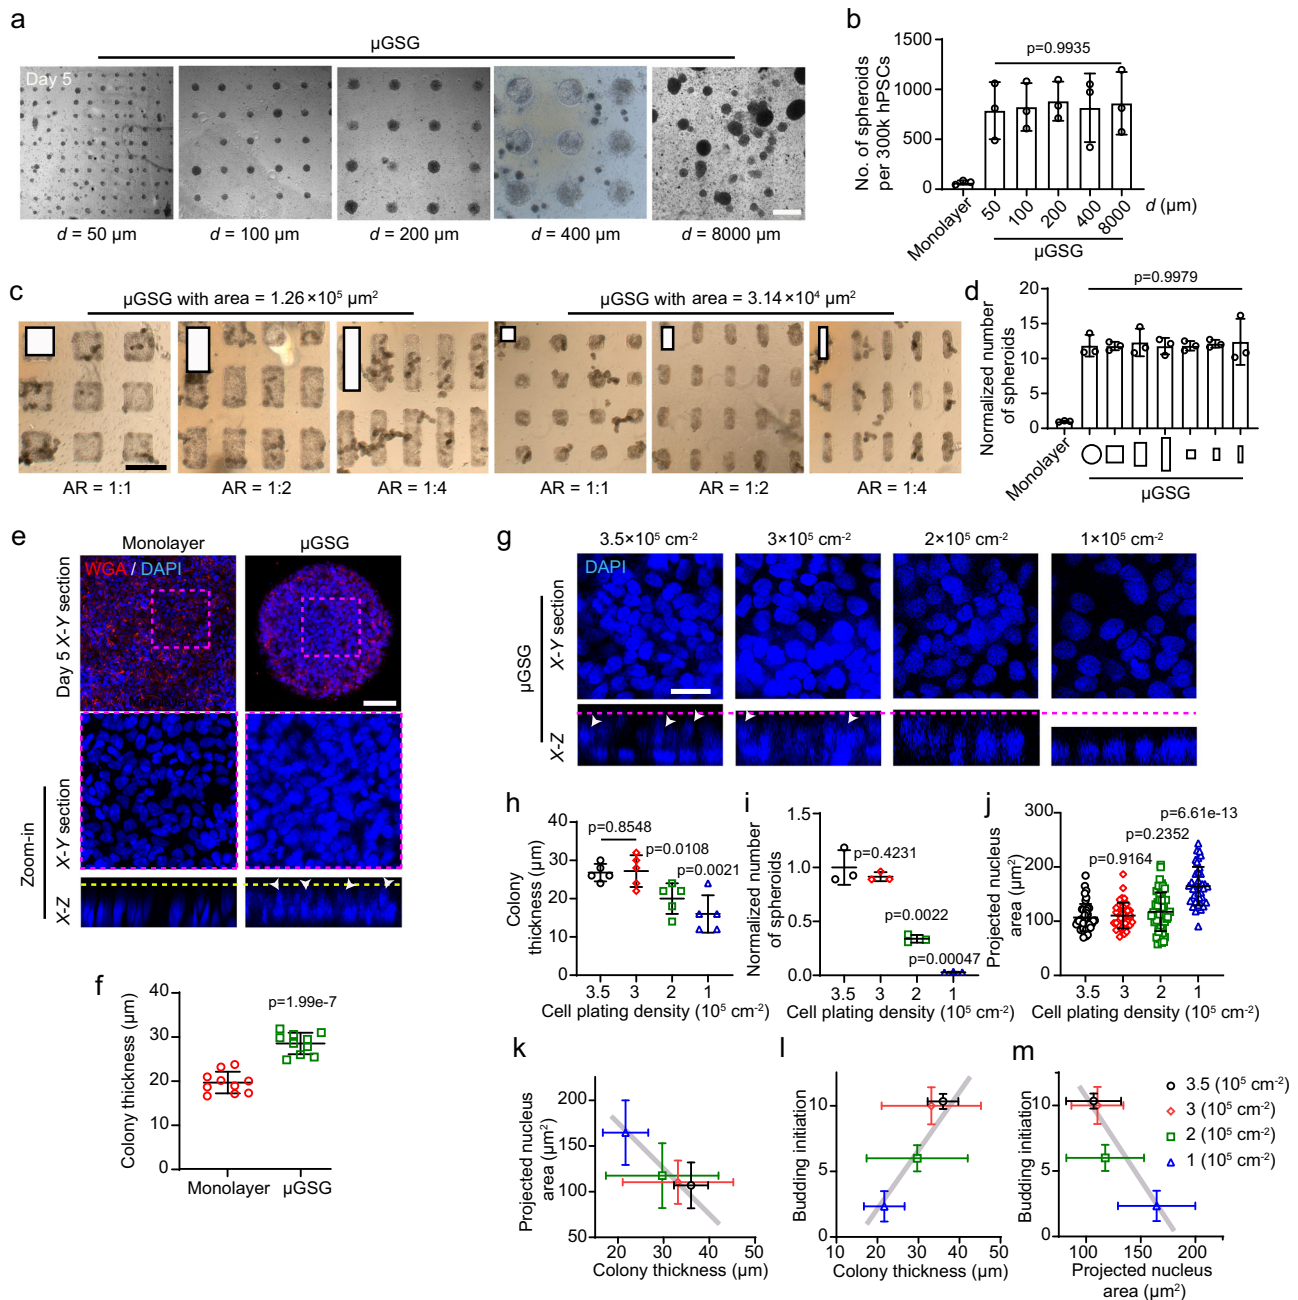 a
µGSG
Day 5
d = 50 µm
d = 100 µm
d = 200 µm
d = 400 µm
d = 8000 µm
b
p=0.9935
No. of spheroids
per 300k hPSCs
1500
1000
500
0
Monolayer
50
100
200
400
8000
d (µm)
µGSG
c
µGSG with area = 1.26×10⁵ µm²
µGSG with area = 3.14×10⁴ µm²
AR = 1:1
AR = 1:2
AR = 1:4
AR = 1:1
AR = 1:2
AR = 1:4
d
p=0.9979
Normalized number
of spheroids
20
15
10
5
0
Monolayer
µGSG
e
Monolayer
µGSG
WGA / DAPI
Day 5 X-Y section
Zoom-in
X-Y section
X-Z
f
p=1.99e-7
Colony thickness (µm)
40
30
20
10
0
Monolayer
µGSG
g
3.5×10⁵ cm⁻²
3×10⁵ cm⁻²
2×10⁵ cm⁻²
1×10⁵ cm⁻²
DAPI
µGSG
X-Y section
X-Z
h
p=0.8548
p=0.0108
p=0.0021
Colony
thickness (µm)
40
30
20
10
0
3.5
3
2
1
Cell plating density (10⁵ cm⁻²)
i
p=0.4231
p=0.0022
p=0.00047
Normalized number
of spheroids
1.5
1.0
0.5
0.0
3.5
3
2
1
Cell plating density (10⁵ cm⁻²)
j
p=6.61e-13
p=0.2352
p=0.9164
Projected nucleus
area (µm²)
300
200
100
0
3.5
3
2
1
Cell plating density (10⁵ cm⁻²)
k
Projected nucleus
area (µm²)
200
150
100
50
20
30
40
50
Colony thickness (µm)
l
Budding initiation
10
5
0
10
20
30
40
50
Colony thickness (µm)
m
Budding initiation
10
5
0
100
150
200
Projected nucleus
area (µm²)
3.5 (10⁵ cm⁻²)
3 (10⁵ cm⁻²)
2 (10⁵ cm⁻²)
1 (10⁵ cm⁻²)